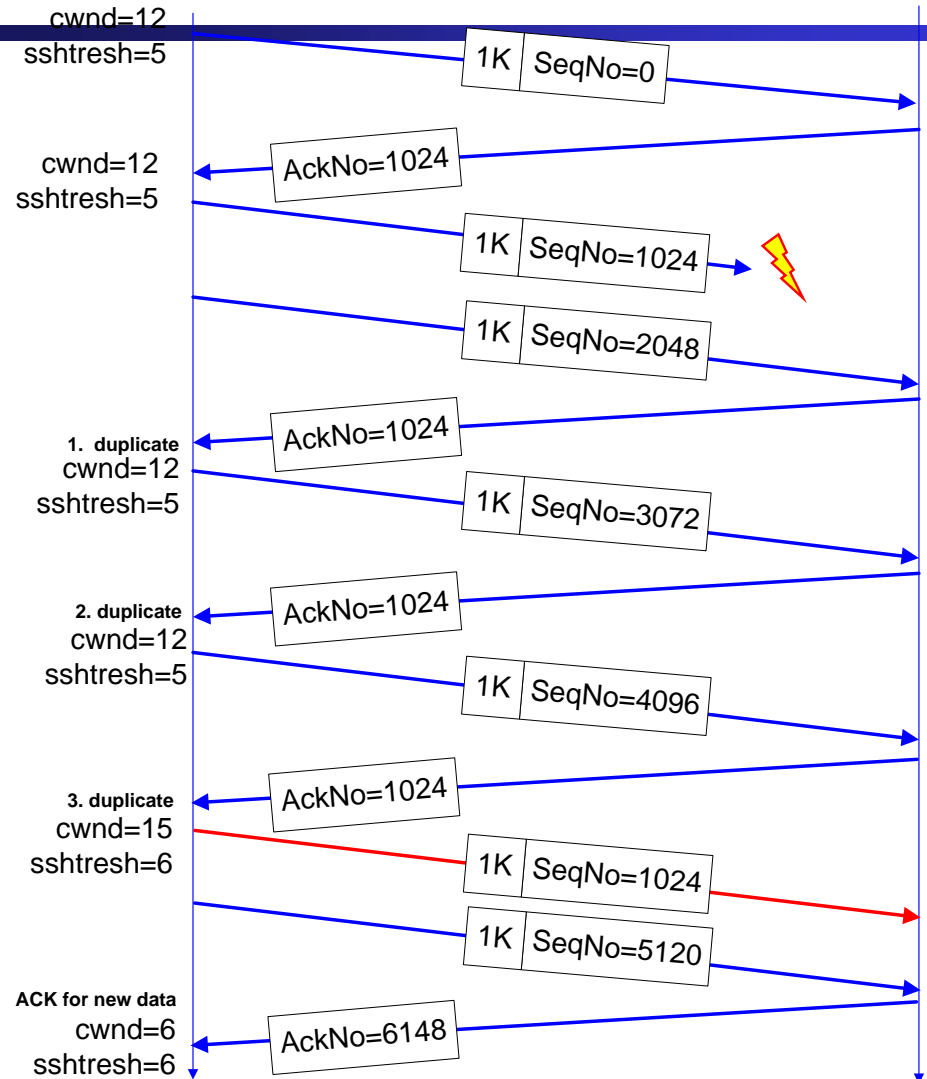 cwnd=12
sshtresh=5
1K SeqNo=0
AckNo=1024
cwnd=12
sshtresh=5
1K SeqNo=1024
1K SeqNo=2048
AckNo=1024
1. duplicate
cwnd=12
sshtresh=5
1K SeqNo=3072
AckNo=1024
2. duplicate
cwnd=12
sshtresh=5
1K SeqNo=4096
AckNo=1024
3. duplicate
cwnd=15
sshtresh=6
1K SeqNo=1024
1K SeqNo=5120
ACK for new data
cwnd=6
sshtresh=6
AckNo=6148